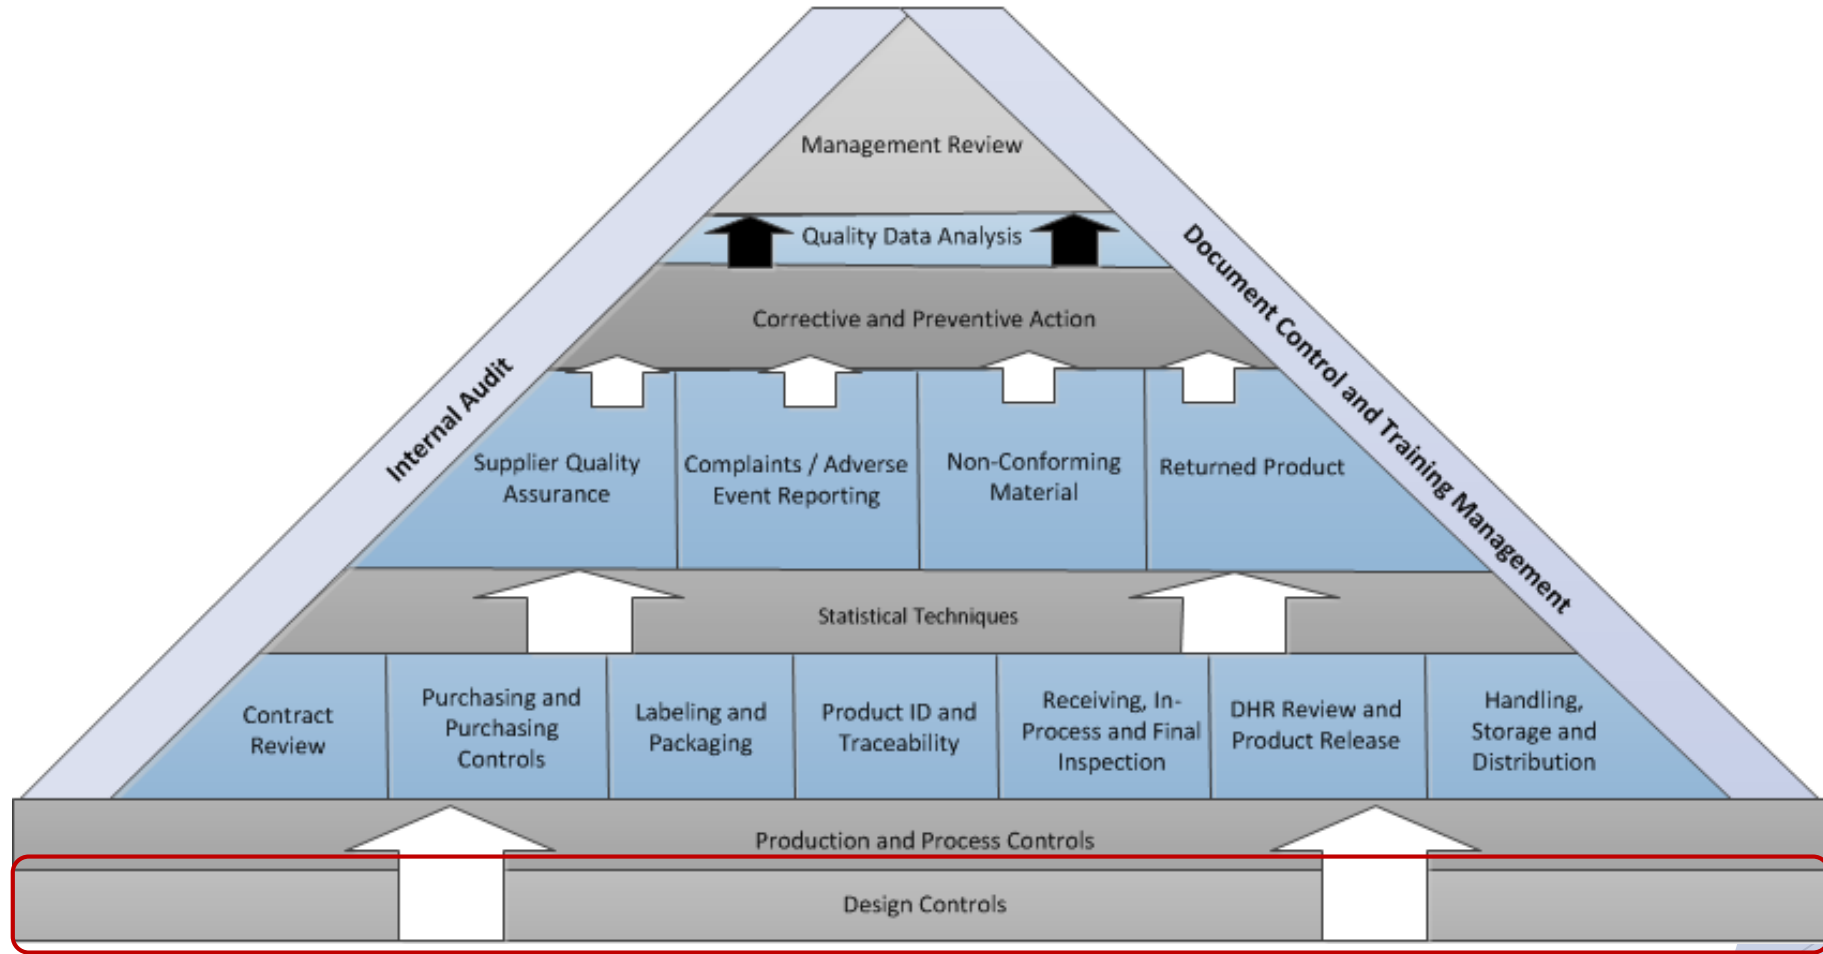 Management Review
Quality Data Analysis
Corrective and Preventive Action
Internal Audit
Document Control and Training Management
Supplier Quality
Assurance
Complaints / Adverse
Event Reporting
Non-Conforming
Material
Returned Product
Statistical Techniques
Contract
Review
Purchasing and
Purchasing
Controls
Labeling and
Packaging
Product ID and
Traceability
Receiving, In-
Process and Final
Inspection
DHR Review and
Product Release
Handling,
Storage and
Distribution
Production and Process Controls
Design Controls